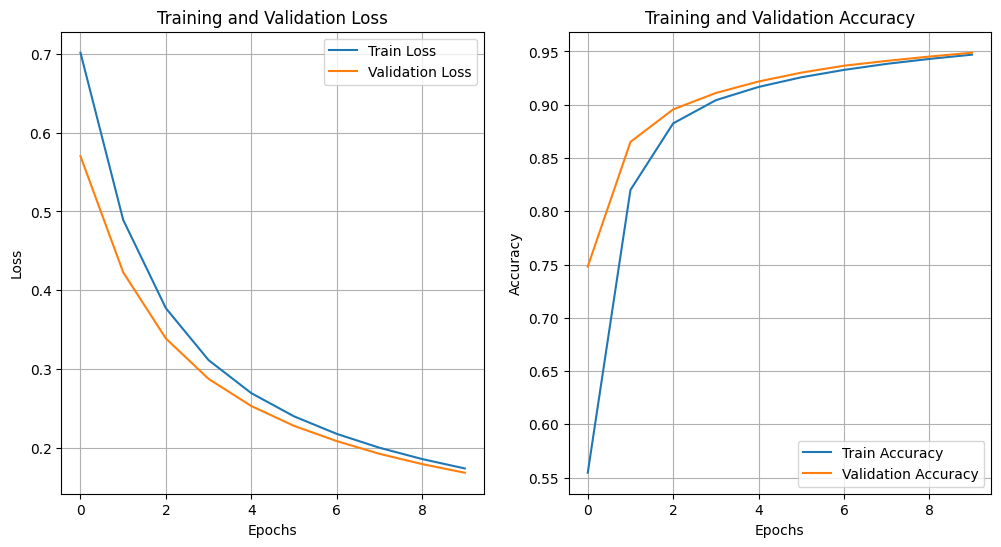 Training and Validation Loss
Train Loss
Validation Loss
0.7
0.6
0.5
0.4
0.3
0.2
Loss
0 2 4 6 8
Epochs
Training and Validation Accuracy
0.95
0.90
0.85
0.80
0.75
0.70
0.65
0.60
0.55
Accuracy
Train Accuracy
Validation Accuracy
0 2 4 6 8
Epochs